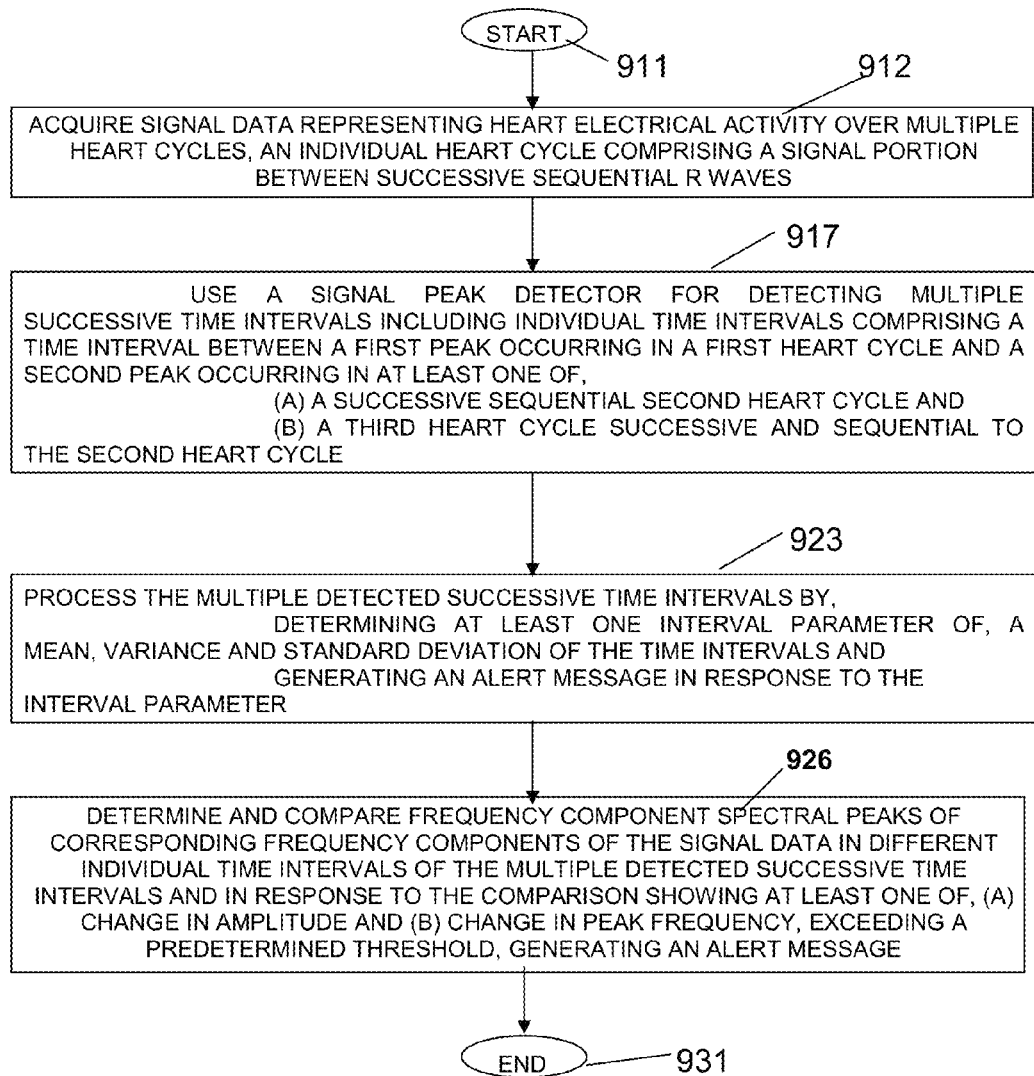 START
911
912
ACQUIRE SIGNAL DATA REPRESENTING HEART ELECTRICAL ACTIVITY OVER MULTIPLE
HEART CYCLES, AN INDIVIDUAL HEART CYCLE COMPRISING A SIGNAL PORTION
BETWEEN SUCCESSIVE SEQUENTIAL R WAVES
917
USE A SIGNAL PEAK DETECTOR FOR DETECTING MULTIPLE
SUCCESSIVE TIME INTERVALS INCLUDING INDIVIDUAL TIME INTERVALS COMPRISING A
TIME INTERVAL BETWEEN A FIRST PEAK OCCURRING IN A FIRST HEART CYCLE AND A
SECOND PEAK OCCURRING IN AT LEAST ONE OF,
(A) A SUCCESSIVE SEQUENTIAL SECOND HEART CYCLE AND
(B) A THIRD HEART CYCLE SUCCESSIVE AND SEQUENTIAL TO
THE SECOND HEART CYCLE
923
PROCESS THE MULTIPLE DETECTED SUCCESSIVE TIME INTERVALS BY,
DETERMINING AT LEAST ONE INTERVAL PARAMETER OF, A
MEAN, VARIANCE AND STANDARD DEVIATION OF THE TIME INTERVALS AND
GENERATING AN ALERT MESSAGE IN RESPONSE TO THE
INTERVAL PARAMETER
926
DETERMINE AND COMPARE FREQUENCY COMPONENT SPECTRAL PEAKS OF
CORRESPONDING FREQUENCY COMPONENTS OF THE SIGNAL DATA IN DIFFERENT
INDIVIDUAL TIME INTERVALS OF THE MULTIPLE DETECTED SUCCESSIVE TIME
INTERVALS AND IN RESPONSE TO THE COMPARISON SHOWING AT LEAST ONE OF, (A)
CHANGE IN AMPLITUDE AND (B) CHANGE IN PEAK FREQUENCY, EXCEEDING A
PREDETERMINED THRESHOLD, GENERATING AN ALERT MESSAGE
END
931